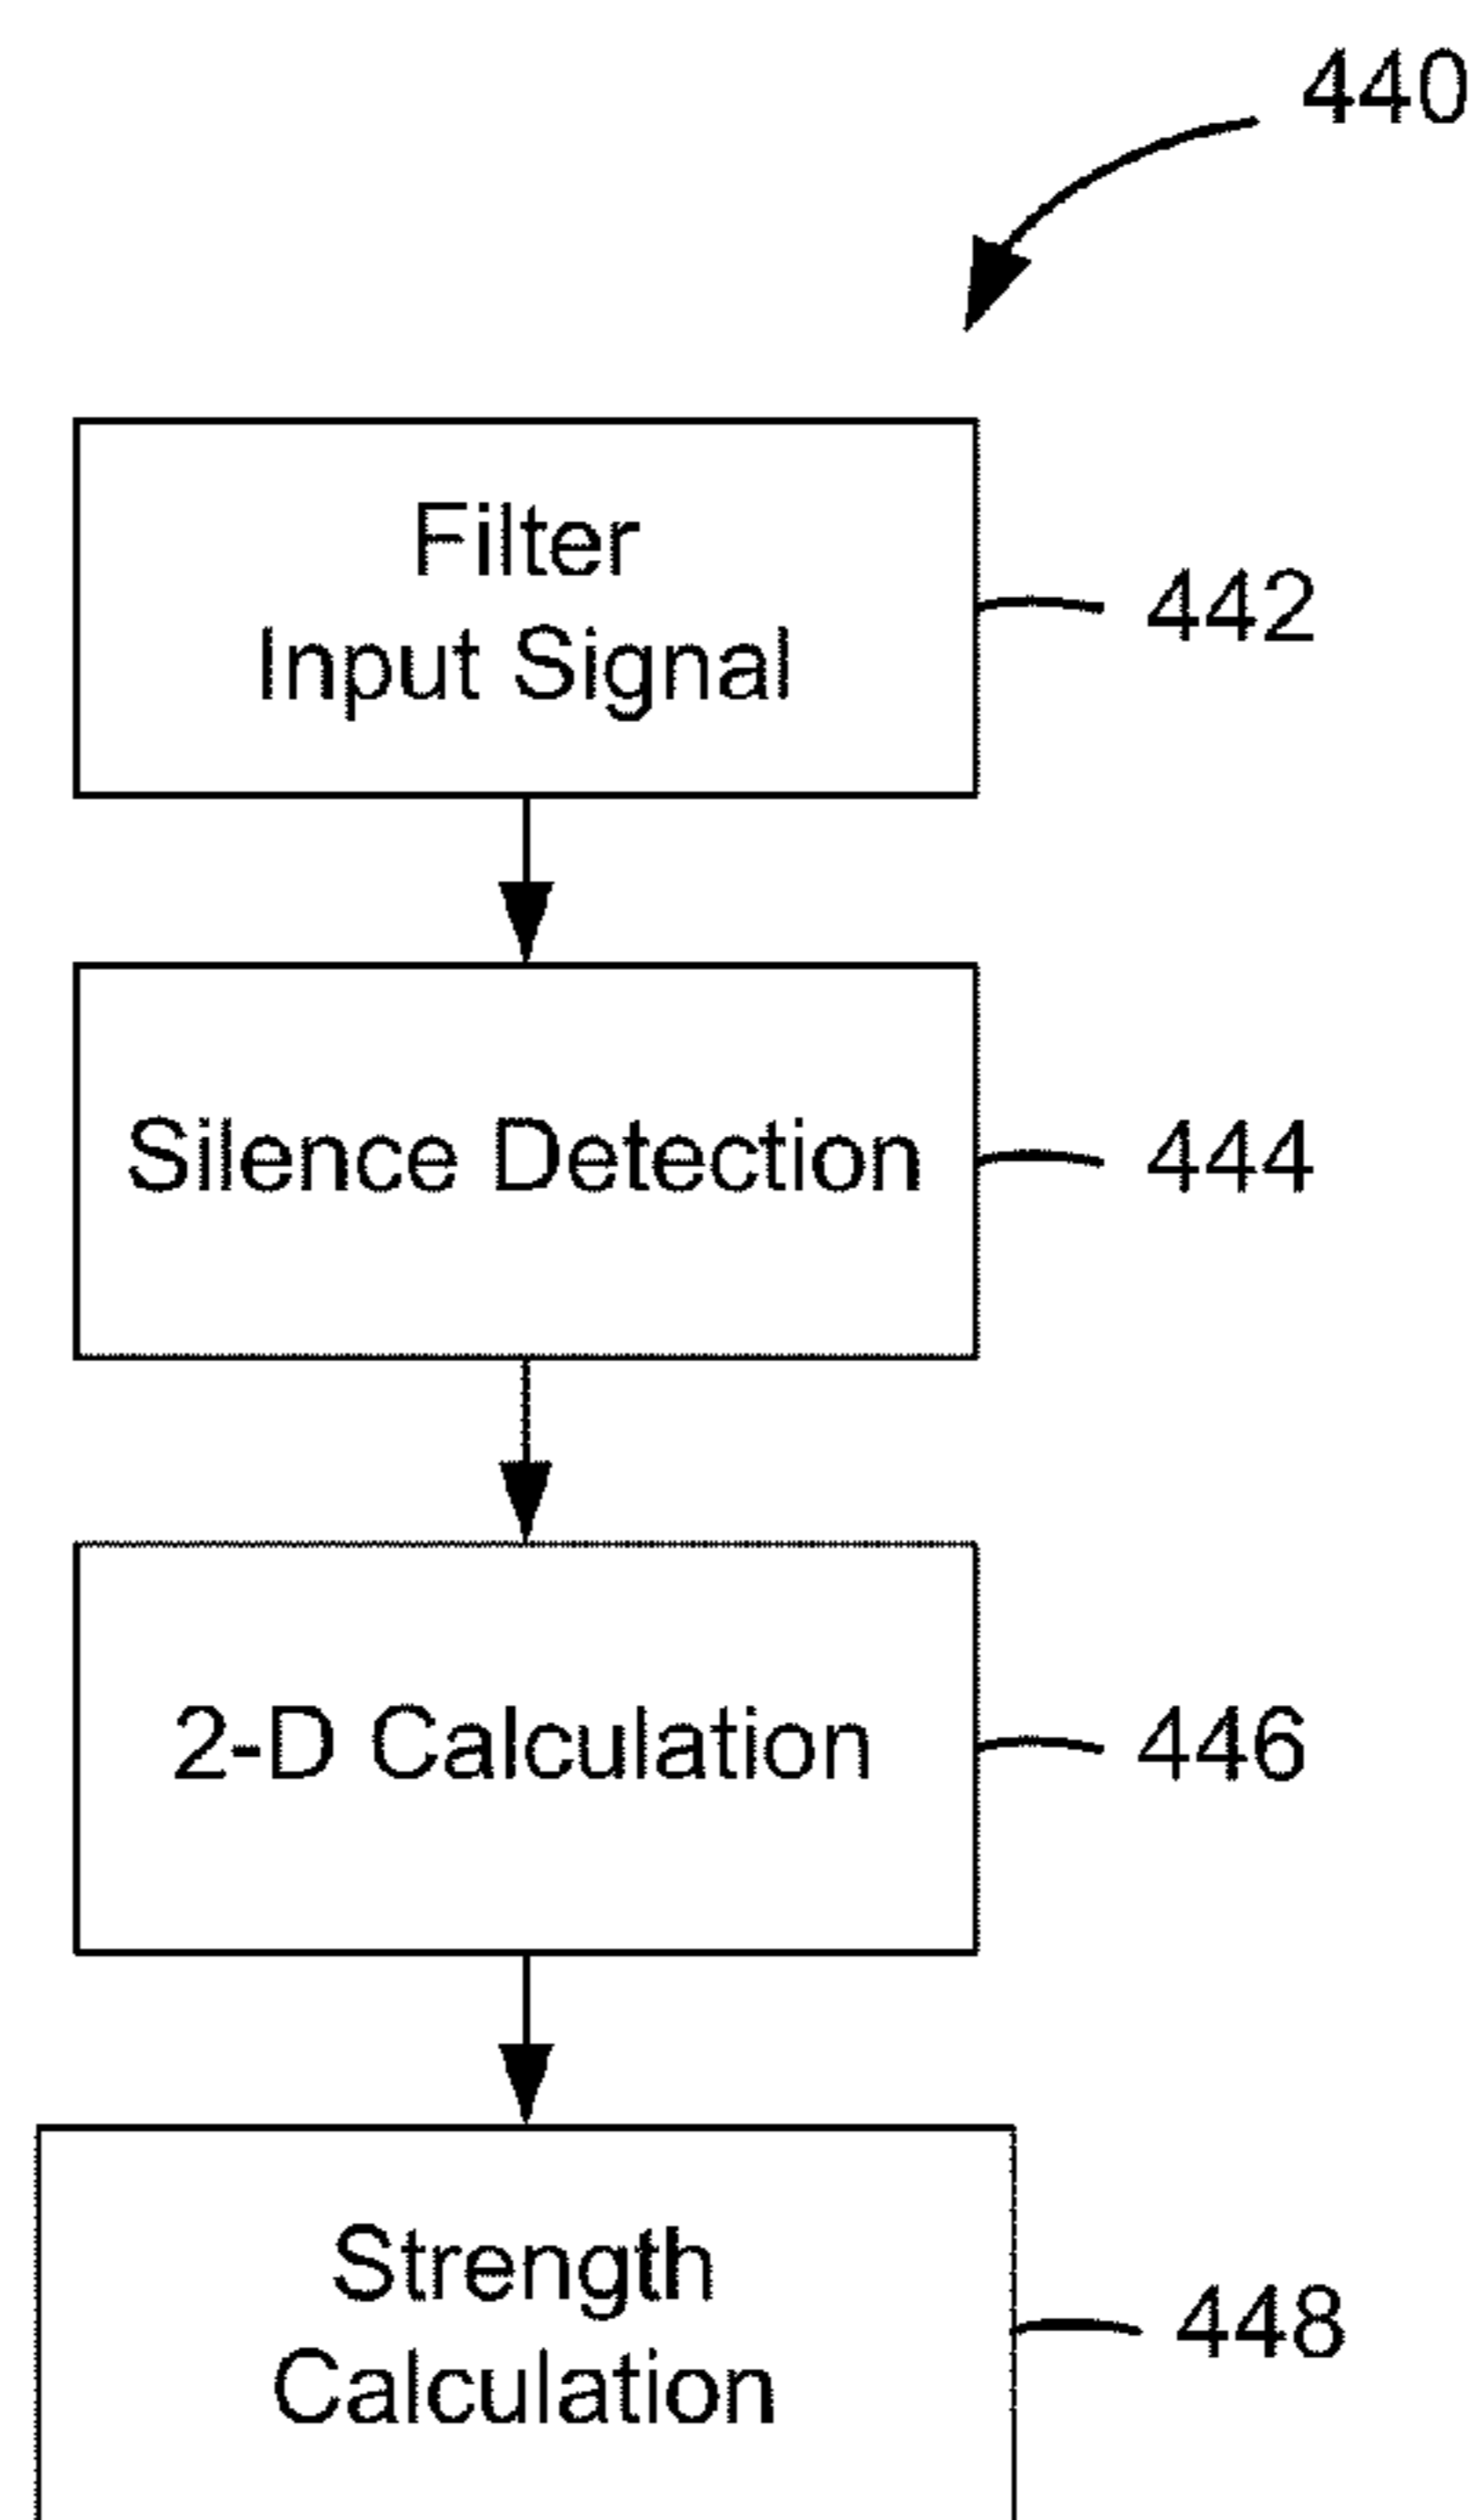 440
Filter
Input Signal
442
Silence Detection
444
2-D Calculation
446
Strength
Calculation
448